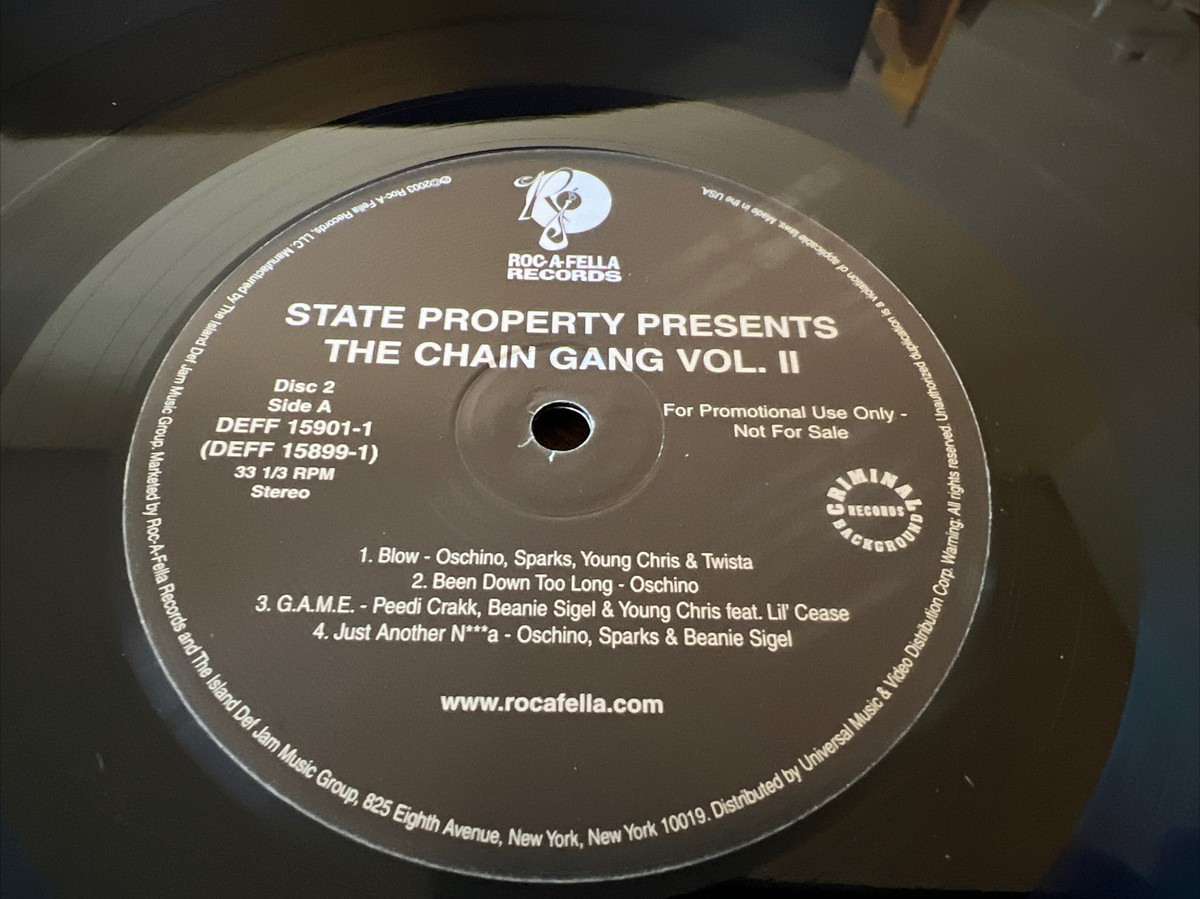 ROC-A-FELLA
RECORDS
STATE PROPERTY PRESENTS
THE CHAIN GANG VOL. II
Disc 2
Side A
DEFF 15901-1
(DEFF 15899-1)
33 1/3 RPM
Stereo
For Promotional Use Only -
Not For Sale
CRIMINAL
RECORDS
BACKGROUND
1. Blow - Oschino, Sparks, Young Chris & Twista
2. Been Down Too Long - Oschino
3. G.A.M.E. - Peedi Crakk, Beanie Sigel & Young Chris feat. Lil' Cease
4. Just Another N***a - Oschino, Sparks & Beanie Sigel
www.rocafella.com
℗©2003 Roc-A-Fella Records, LLC. Manufactured by The Island Def Jam Music Group. Marketed by Roc-A-Fella Records and The Island Def Jam Music Group, 825 Eighth Avenue, New York, New York 10019. Distributed by Universal Music & Video Distribution Corp. Warning: All rights reserved. Unauthorized duplication is a violation of applicable laws. Made in the USA